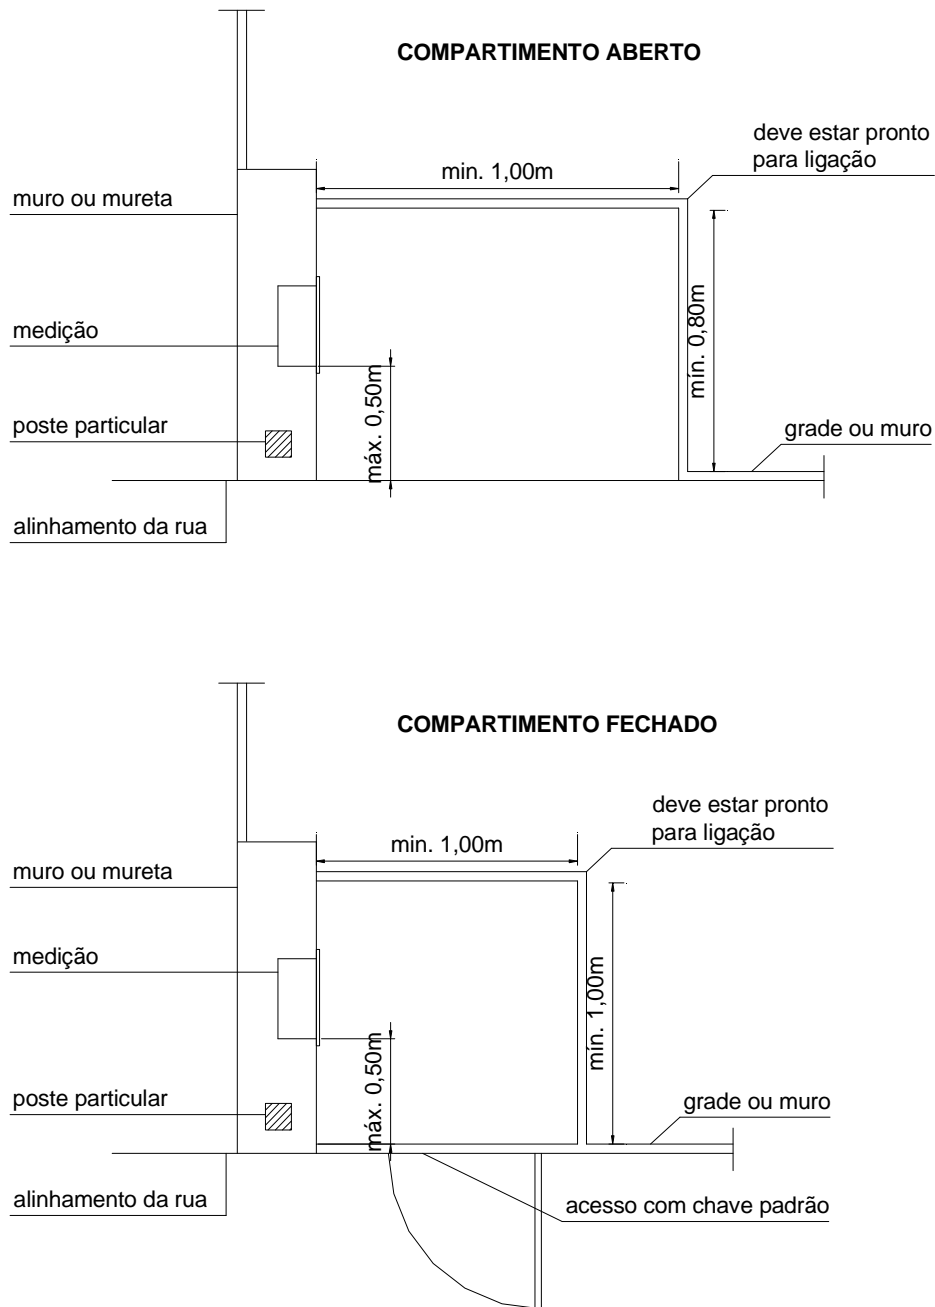 COMPARTIMENTO ABERTO
deve estar pronto
para ligação
min. 1,00m
muro ou mureta
mín. 0,80m
medição
máx. 0,50m
poste particular
grade ou muro
alinhamento da rua
COMPARTIMENTO FECHADO
deve estar pronto
para ligação
min. 1,00m
muro ou mureta
medição
mín. 1,00m
máx. 0,50m
poste particular
grade ou muro
alinhamento da rua
acesso com chave padrão